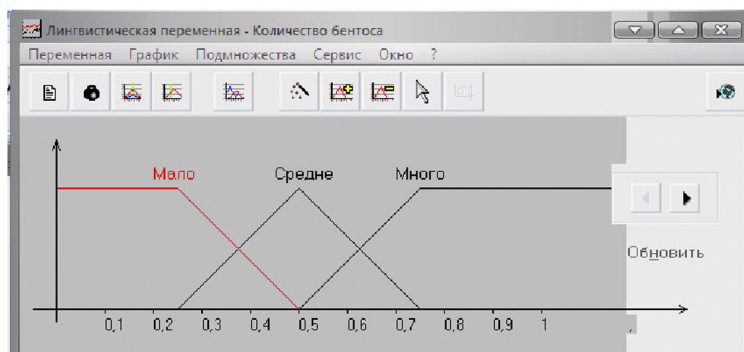 Лингвистическая переменная - Количество бентоса
Переменная График Подмножества Сервис Окно ?
Мало Средне Много
Обновить
0,1 0,2 0,3 0,4 0,5 0,6 0,7 0,8 0,9 1